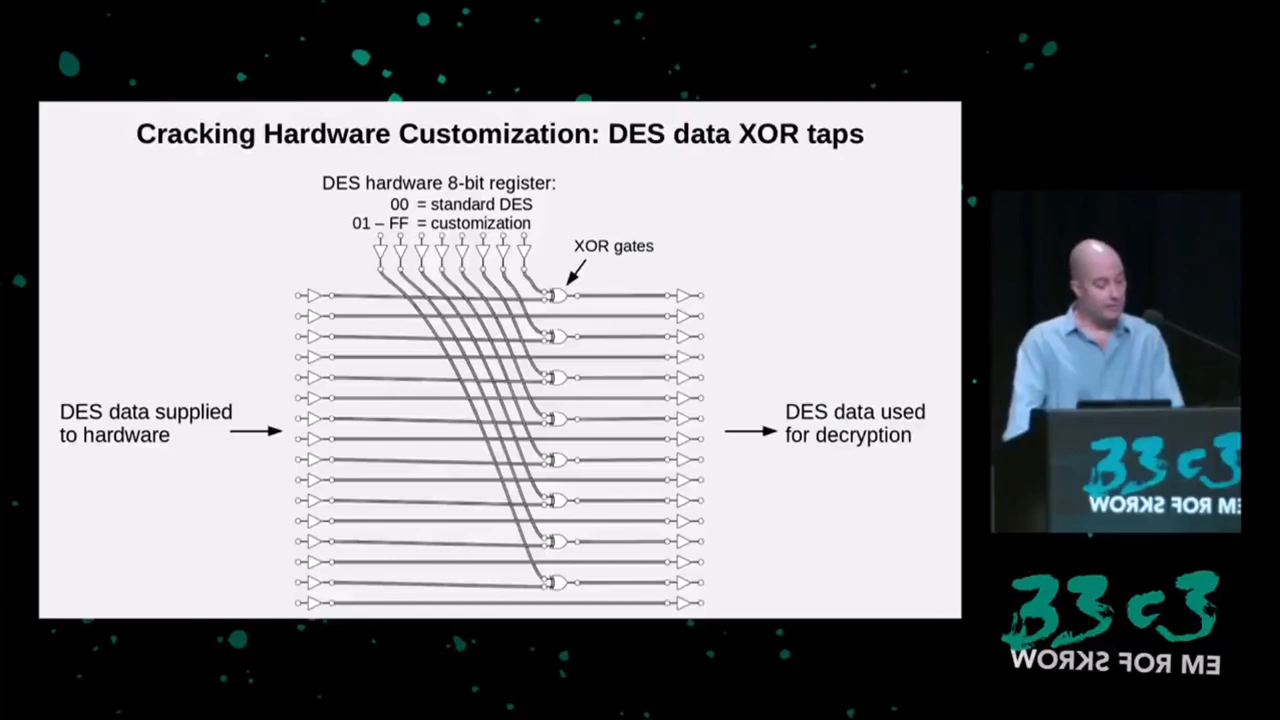 Cracking Hardware Customization: DES data XOR taps
DES hardware 8-bit register:
00 = standard DES
01 – FF = customization
XOR gates
DES data supplied
to hardware
DES data used
for decryption
33c3
WORKS FOR ME
33c3
WORKS FOR ME